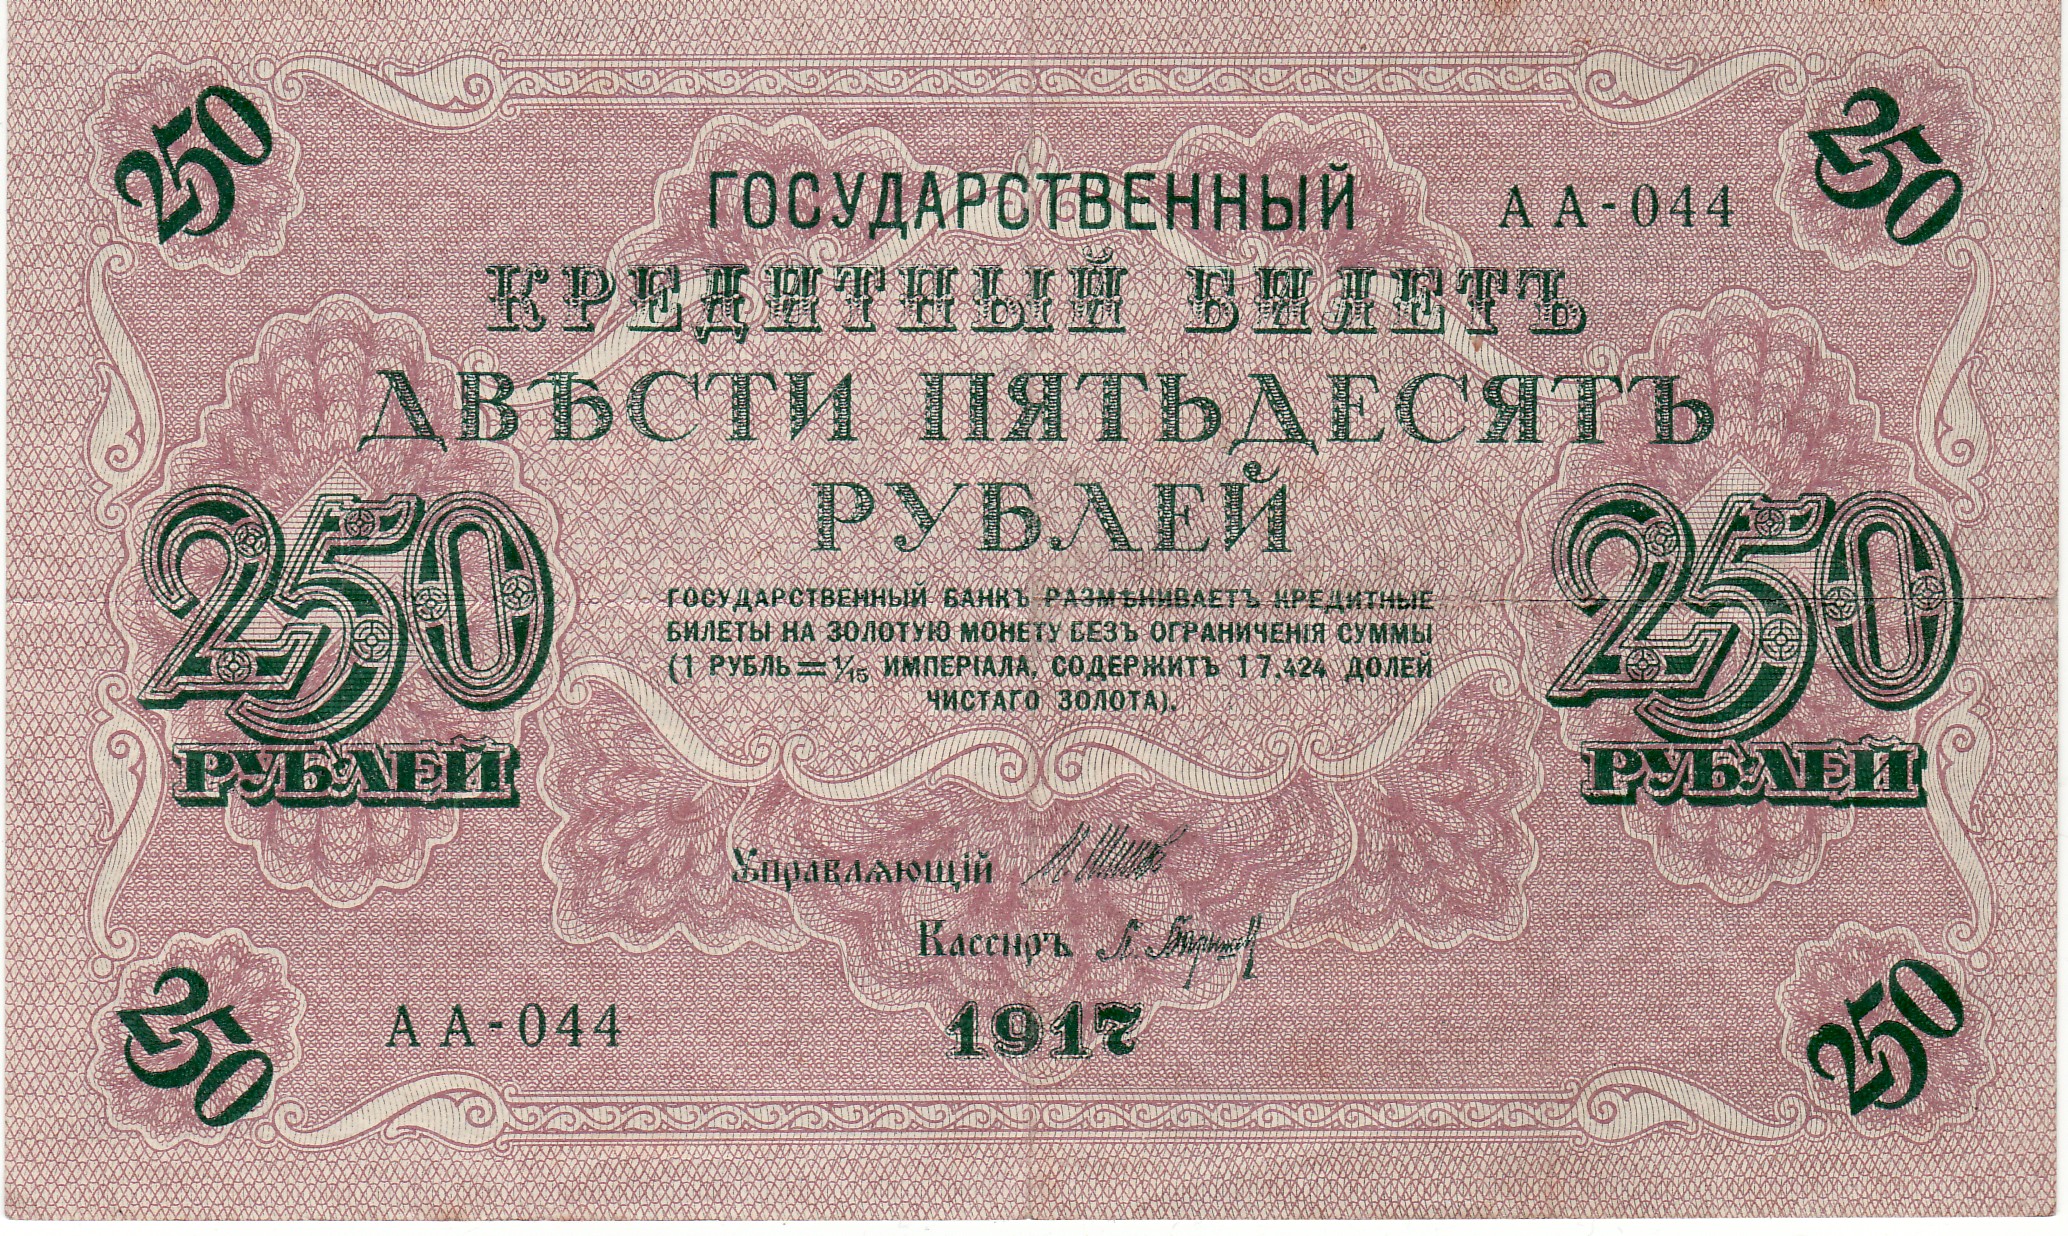 250
250
ГОСУДАРСТВЕННЫЙ
АА-044
КРЕДИТНЫЙ БИЛЕТЪ
ДВѢСТИ ПЯТЬДЕСЯТЪ
РУБЛЕЙ
250
РУБЛЕЙ
250
РУБЛЕЙ
ГОСУДАРСТВЕННЫЙ БАНКЪ РАЗМѢНИВАЕТЪ КРЕДИТНЫЕ
БИЛЕТЫ НА ЗОЛОТУЮ МОНЕТУ БЕЗЪ ОГРАНИЧЕНІЯ СУММЫ
(1 РУБЛЬ = 1/15 ИМПЕРІАЛА, СОДЕРЖИТЪ 17,424 ДОЛЕЙ
ЧИСТАГО ЗОЛОТА).
Управляющій
Кассиръ
АА-044
1917
250
250